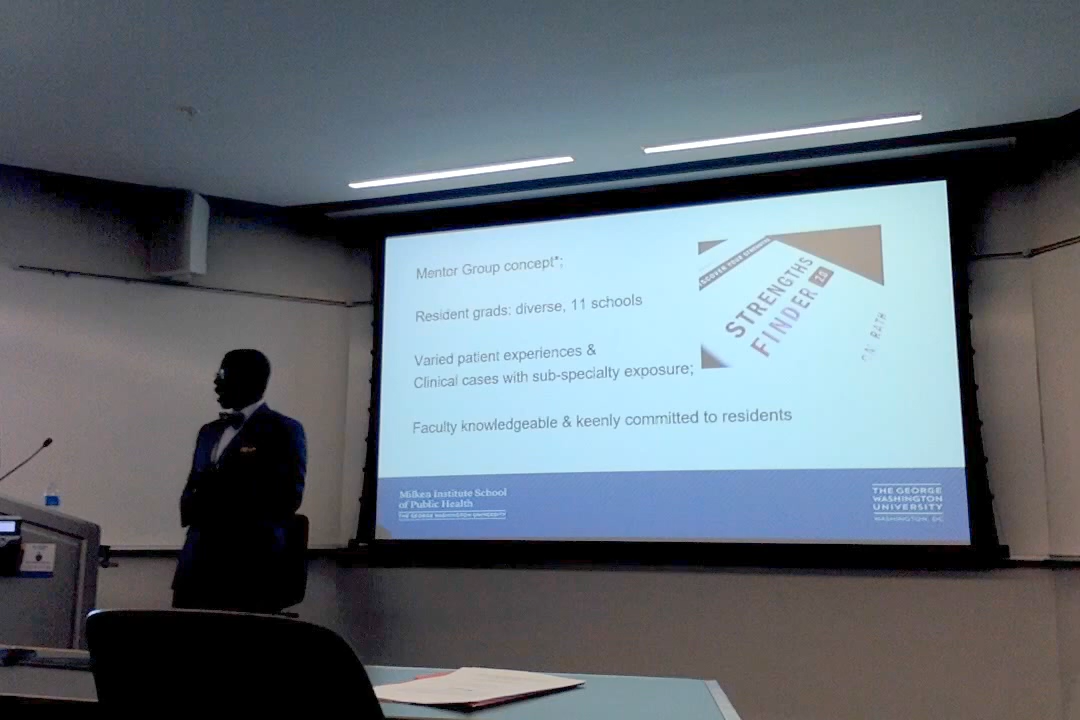 Mentor Group concept*;
Resident grads: diverse, 11 schools
Varied patient experiences &
Clinical cases with sub-specialty exposure;
Faculty knowledgeable & keenly committed to residents
YOUR STRENGTHS
STRENGTHS
FINDER 2.0
RATH
Milken Institute School
of Public Health
THE GEORGE WASHINGTON UNIVERSITY
THE GEORGE
WASHINGTON
UNIVERSITY
WASHINGTON, DC